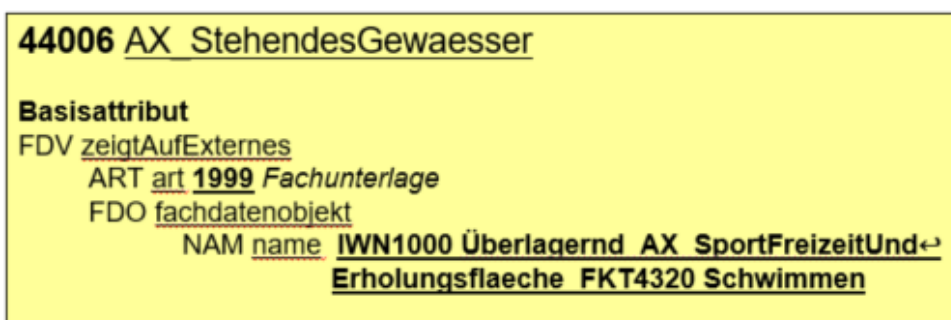 44006 AX_StehendesGewaesser
Basisattribut
FDV zeigtAufExternes
ART art 1999 Fachunterlage
FDO fachdatenobjekt
NAM name IWN1000 Überlagernd_AX_SportFreizeitUnd↩
Erholungsflaeche_FKT4320 Schwimmen